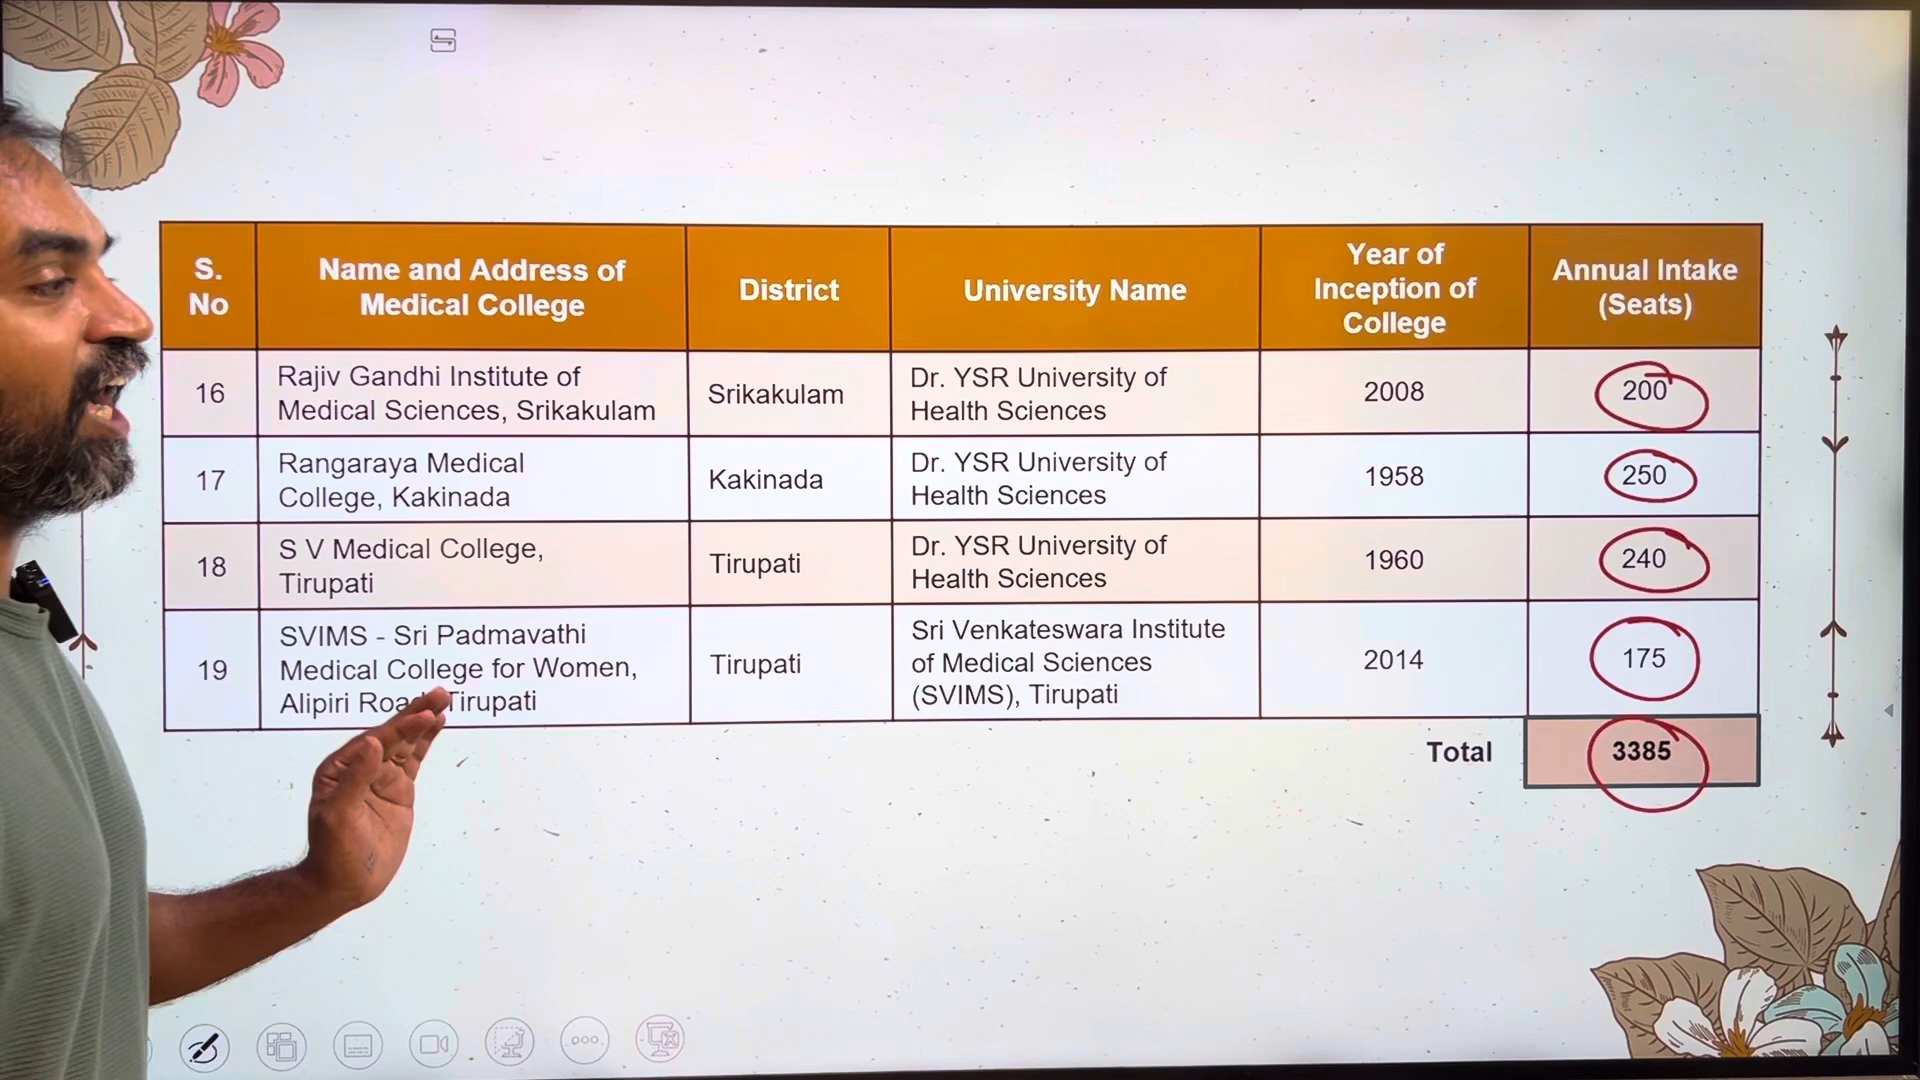 S.
No
Name and Address of
Medical College
District
University Name
Year of
Inception of
College
Annual Intake
(Seats)
16
Rajiv Gandhi Institute of
Medical Sciences, Srikakulam
Srikakulam
Dr. YSR University of
Health Sciences
2008
200
17
Rangaraya Medical
College, Kakinada
Kakinada
Dr. YSR University of
Health Sciences
1958
250
18
S V Medical College,
Tirupati
Tirupati
Dr. YSR University of
Health Sciences
1960
240
19
SVIMS - Sri Padmavathi
Medical College for Women,
Alipiri Tirupati
Tirupati
Sri Venkateswara Institute
of Medical Sciences
(SVIMS), Tirupati
2014
175
Total
3385